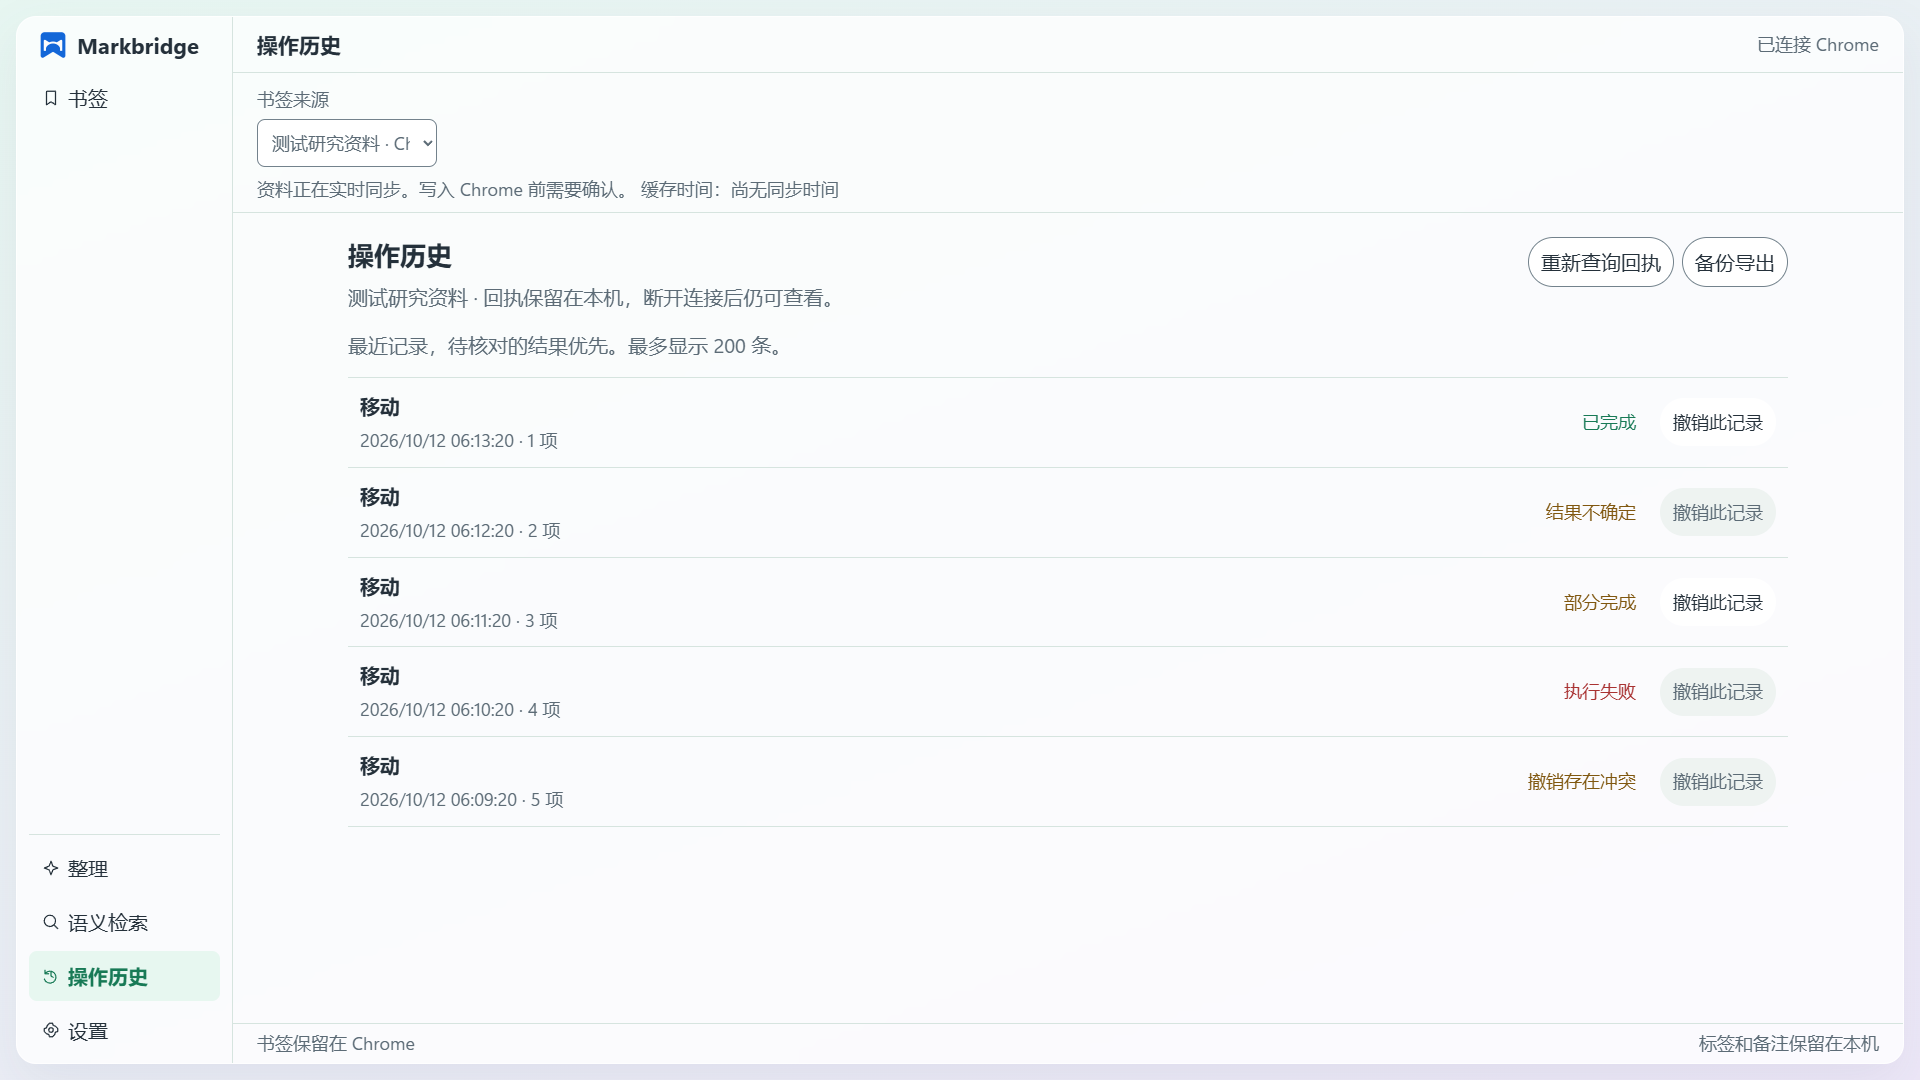 Markbridge
书签
整理
语义检索
操作历史
设置
操作历史
已连接 Chrome
书签来源
测试研究资料 · Ch
资料正在实时同步。写入 Chrome 前需要确认。 缓存时间：尚无同步时间
操作历史
重新查询回执
备份导出
测试研究资料 · 回执保留在本机，断开连接后仍可查看。
最近记录，待核对的结果优先。最多显示 200 条。
移动
2026/10/12 06:13:20 · 1 项
已完成
撤销此记录
移动
2026/10/12 06:12:20 · 2 项
结果不确定
撤销此记录
移动
2026/10/12 06:11:20 · 3 项
部分完成
撤销此记录
移动
2026/10/12 06:10:20 · 4 项
执行失败
撤销此记录
移动
2026/10/12 06:09:20 · 5 项
撤销存在冲突
撤销此记录
书签保留在 Chrome
标签和备注保留在本机